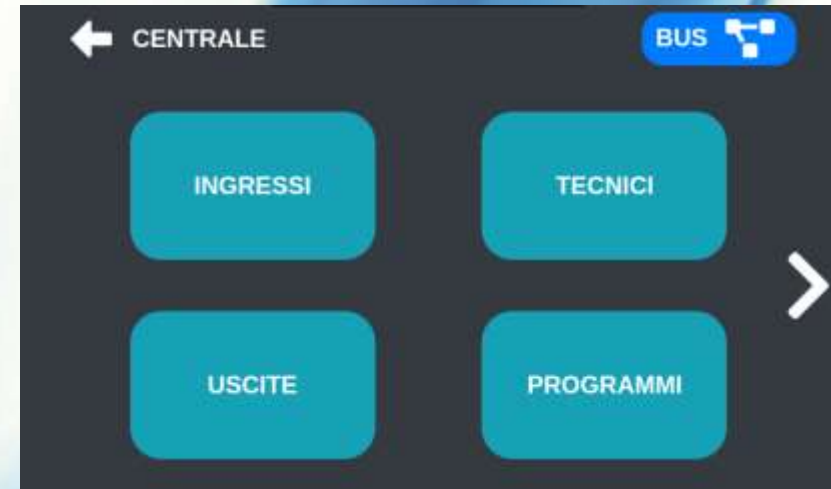 CENTRALE
BUS
INGRESSI
TECNICI
USCITE
PROGRAMMI